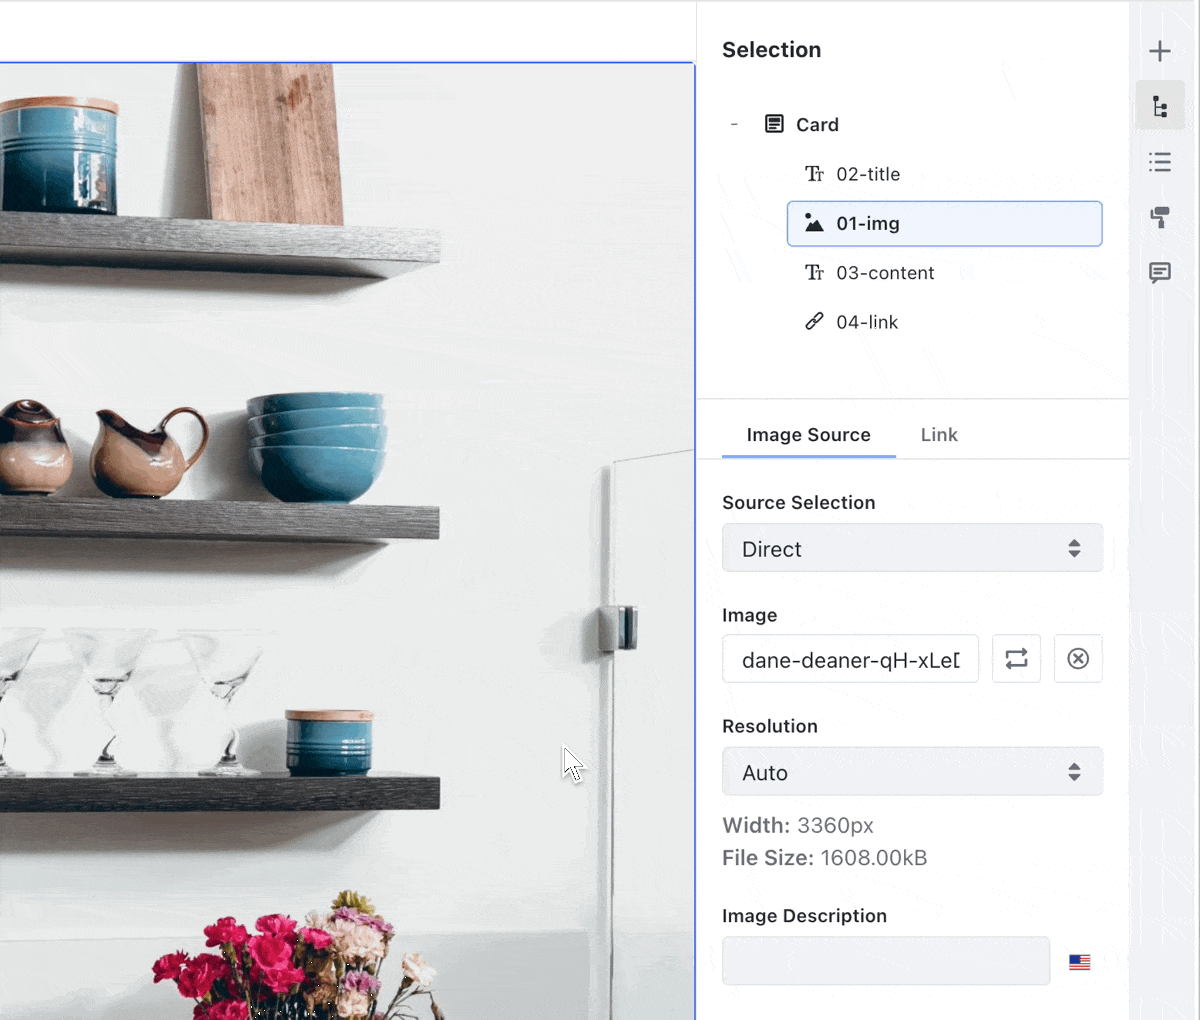 Selection
- Card
02-title
01-img
03-content
04-link
Image Source Link
Source Selection
Direct
Image
dane-deaner-qH-xLe
Resolution
Auto
Width: 3360px
File Size: 1608.00kB
Image Description